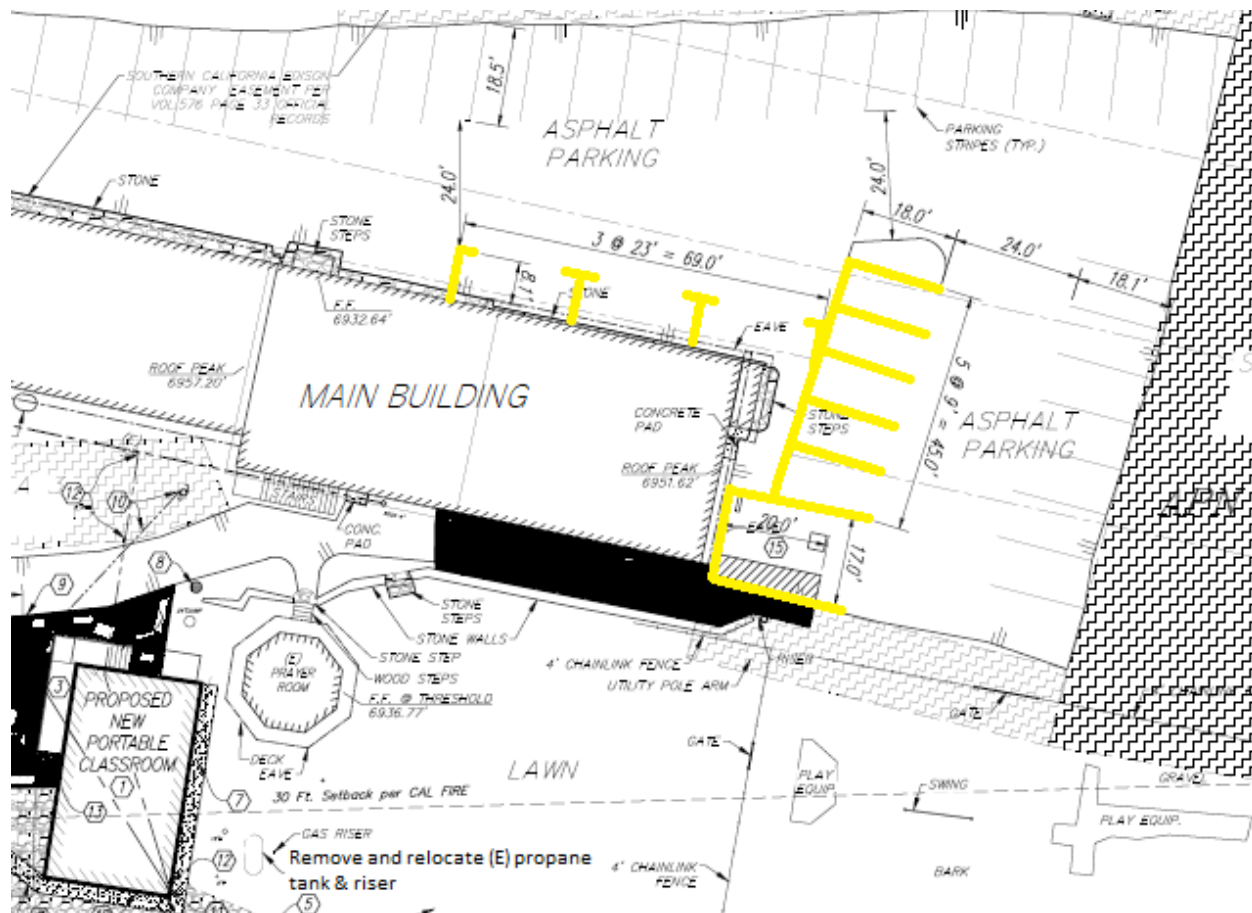 SOUTHERN CALIFORNIA EDISON
COMPANY EASEMENT PER
VOL.576 PAGE 33 OFFICIAL
RECORDS
18.5'
ASPHALT
PARKING
PARKING
STRIPES (TYP.)
STONE
STONE
STEPS
24.0'
24.0'
3 @ 23' = 69.0'
18.0'
24.0'
18.1'
8.1'
STONE
F.F.
6932.64'
EAVE
ROOF PEAK
6957.20'
MAIN BUILDING
CONCRETE
PAD
STONE
STEPS
ROOF PEAK
6951.62'
5 @ 9' = 45.0'
ASPHALT
PARKING
APN
12
10
STAIRS
CONC.
PAD
20.0'
15
17.0'
9
8
STONE
STEPS
STONE WALLS
STONE STEP
WOOD STEPS
(E)
PRAYER
ROOM
F.F. @ THRESHOLD
6936.77'
4' CHAINLINK FENCE
RISER
UTILITY POLE ARM
GATE
CHAINLINK
3
PROPOSED
NEW
PORTABLE
CLASSROOM
1
13
7
DECK
EAVE
LAWN
GATE
PLAY
EQUIP
SWING
GRAVEL
PLAY EQUIP.
30 Ft. Setback per CAL FIRE
GAS RISER
12
Remove and relocate (E) propane
tank & riser
4' CHAINLINK
FENCE
BARK
5